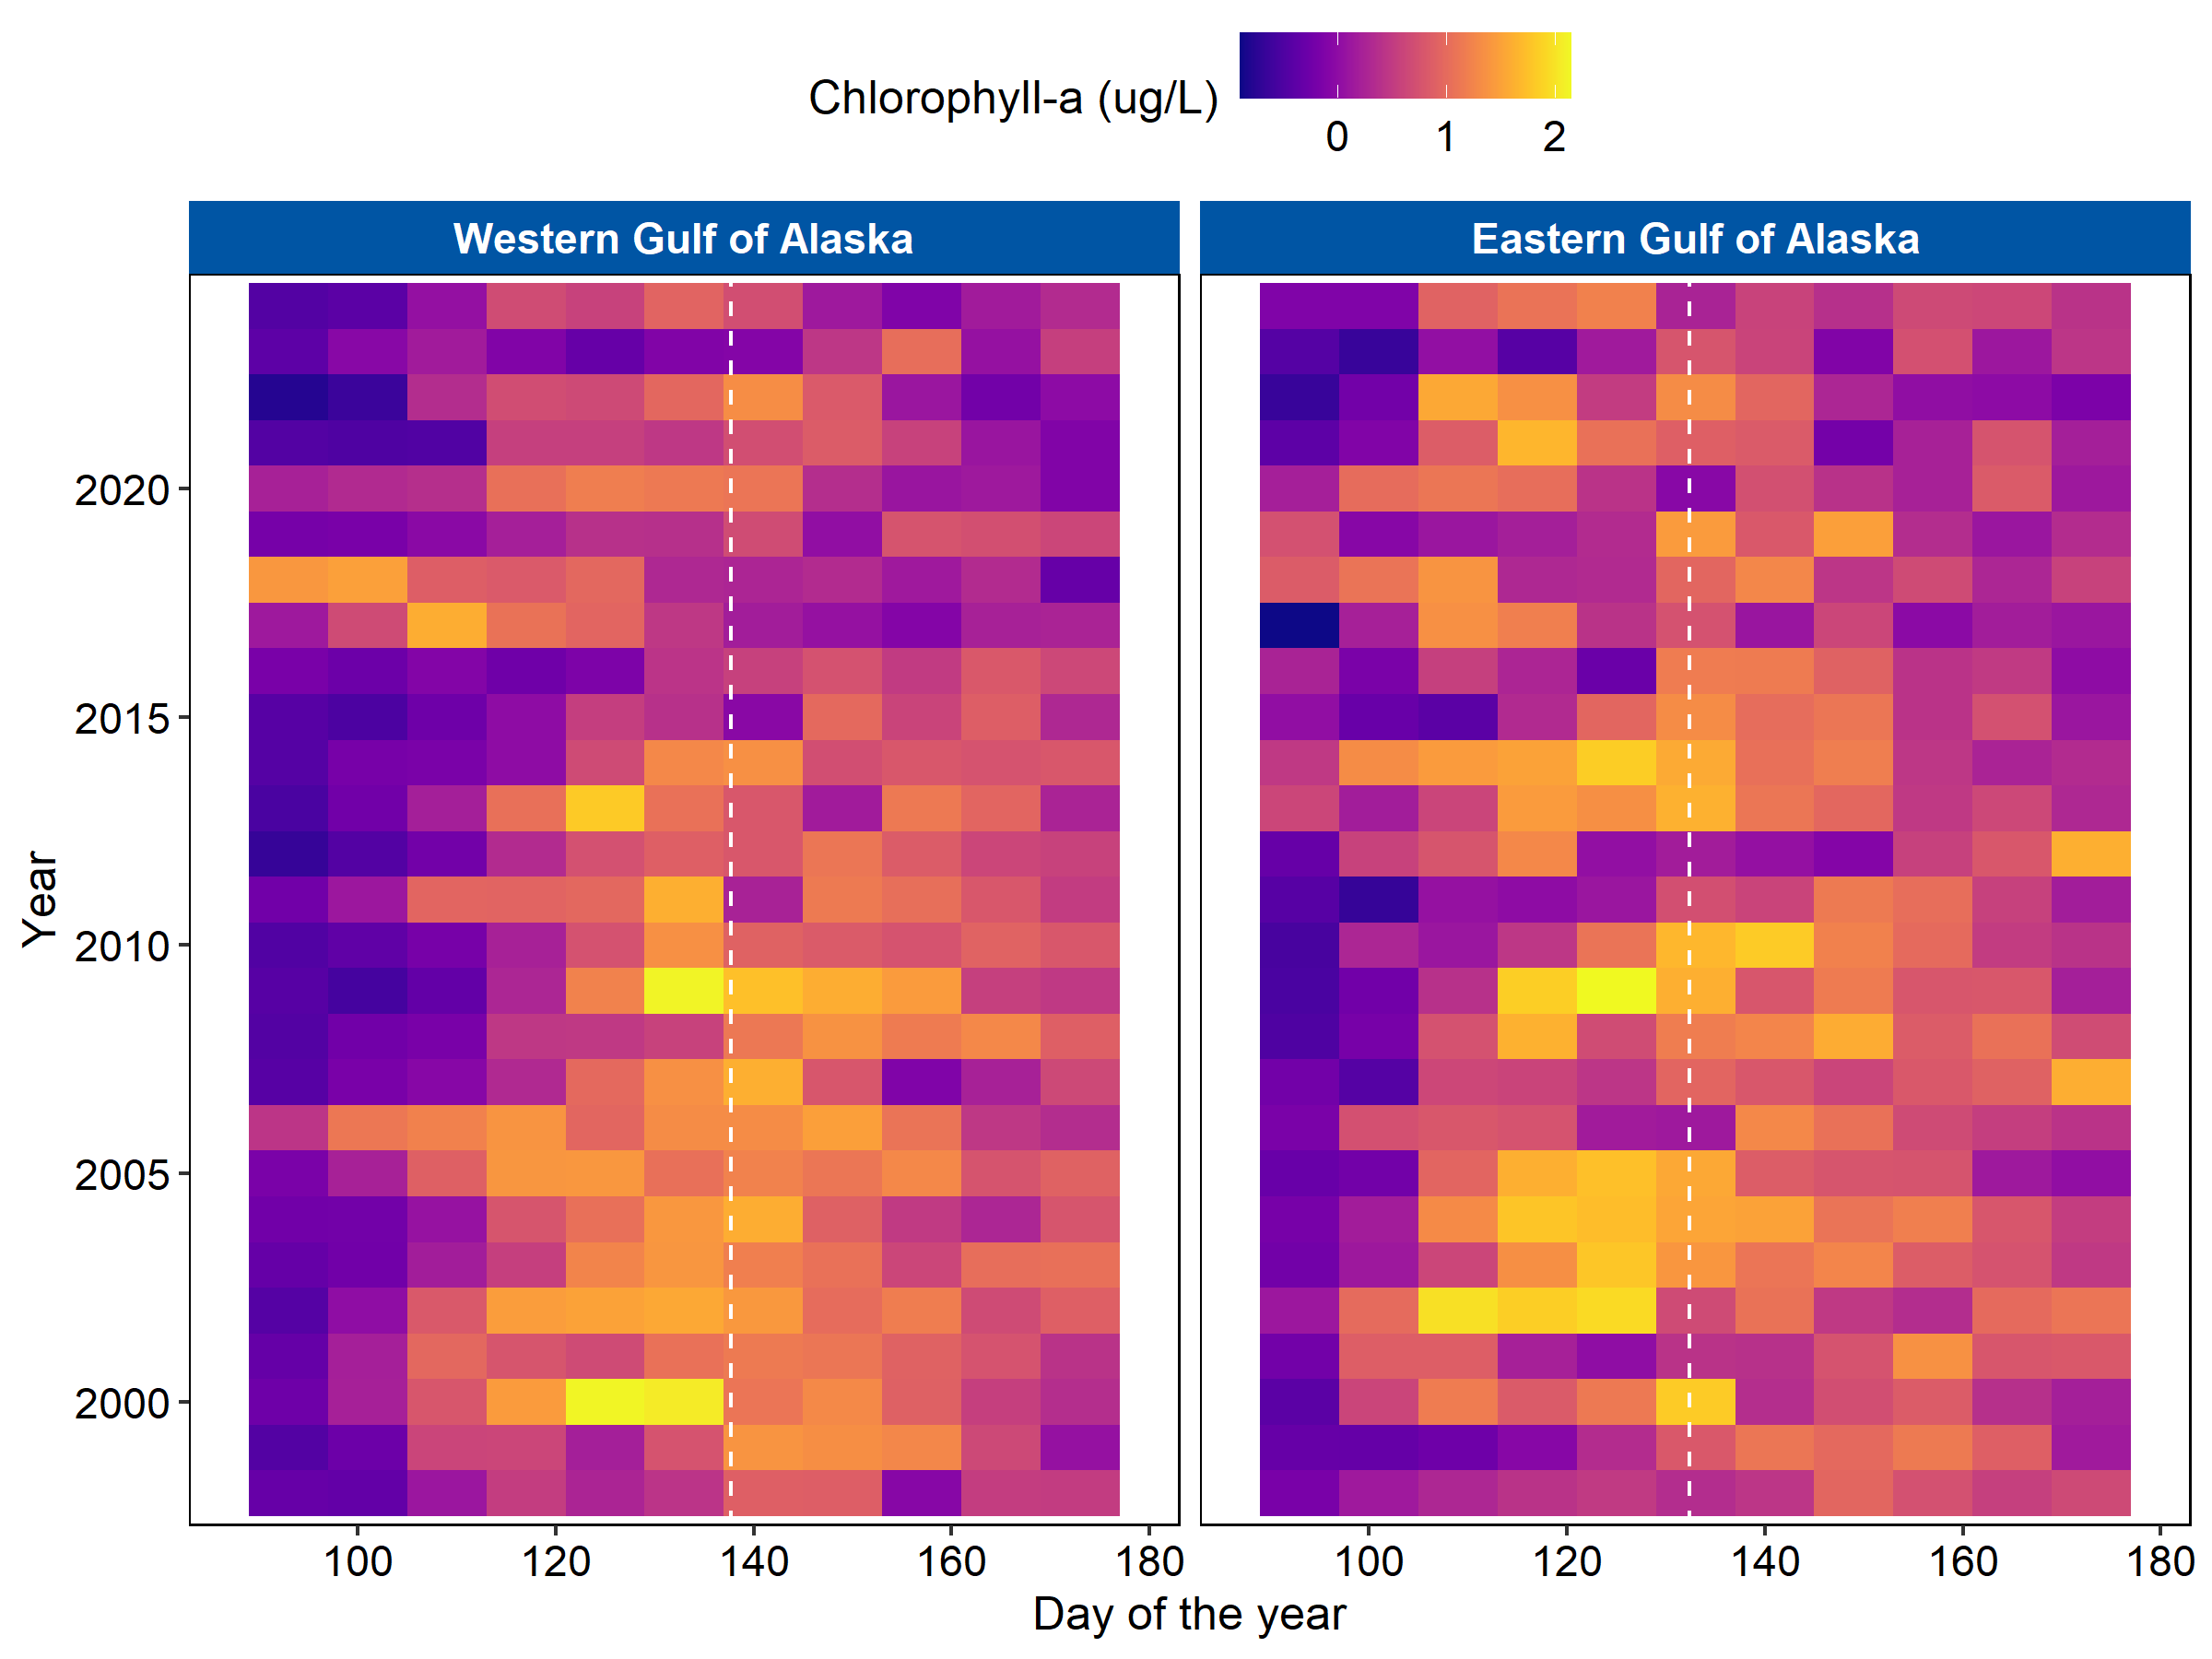 Chlorophyll-a (ug/L)
0 1 2
Western Gulf of Alaska
Eastern Gulf of Alaska
Year
2020
2015
2010
2005
2000
100 120 140 160 180
100 120 140 160 180
Day of the year